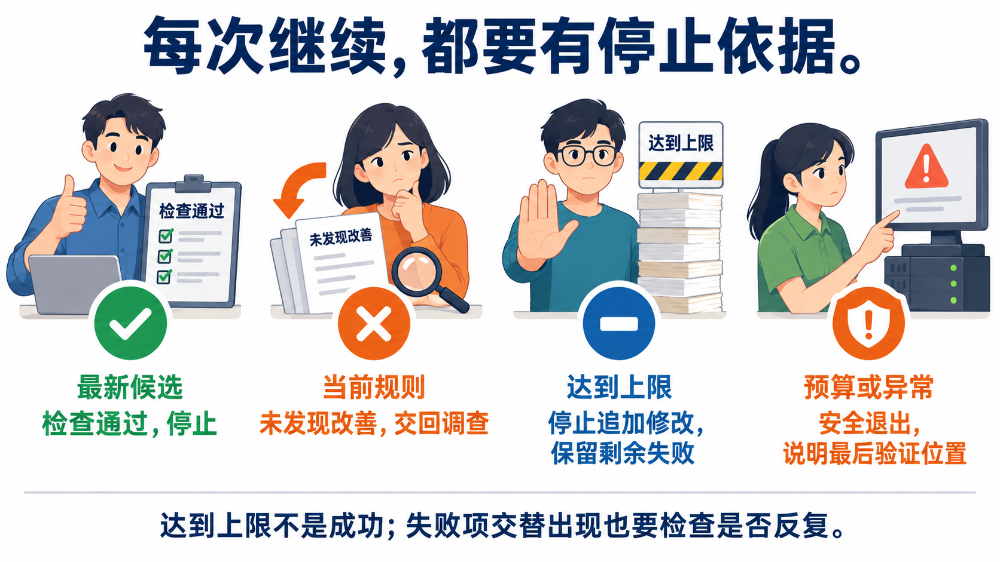 每次继续，都要有停止依据。
检查通过
未发现改善
达到上限
最新候选
检查通过，停止
当前规则
未发现改善，交回调查
达到上限
停止追加修改，
保留剩余失败
预算或异常
安全退出，
说明最后验证位置
达到上限不是成功；失败项交替出现也要检查是否反复。